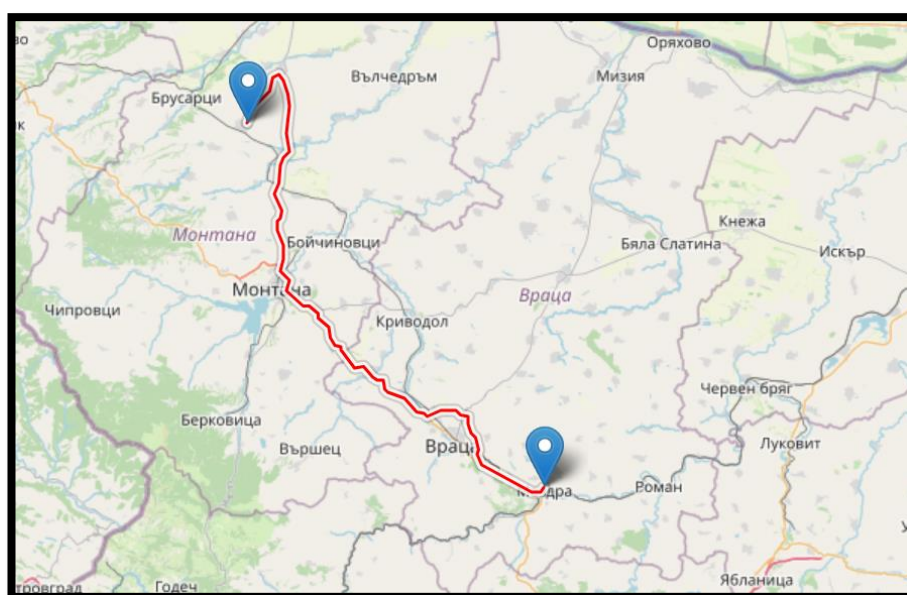 Оряхово
Вълчедръм
Мизия
Брусарци
Кнежа
Монтана
Бойчиновци
Бяла Слатина
Искър
Монтана
Враца
Чипровци
Криводол
Червен бряг
Берковица
Вършец
Враца
Луковит
Роман
Годеч
Ябланица